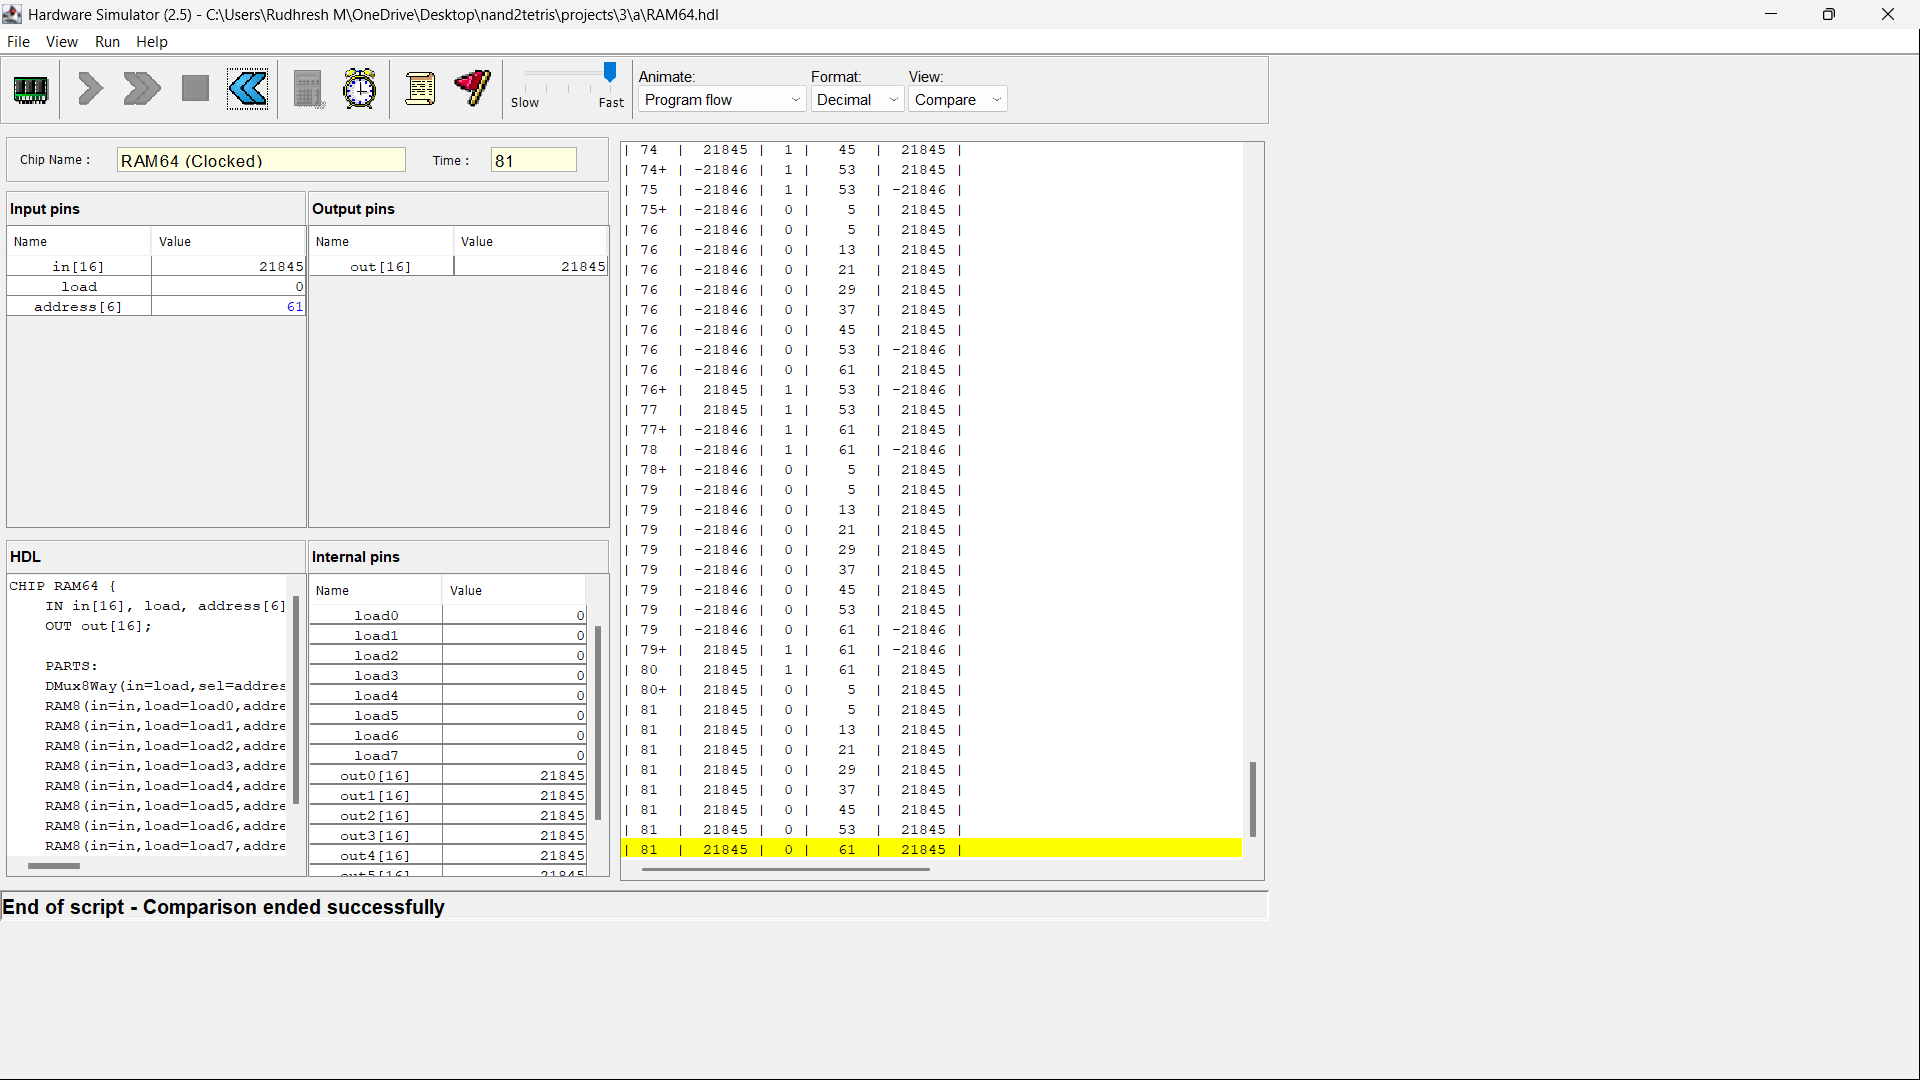 Hardware Simulator (2.5) - C:\Users\Rudhresh M\OneDrive\Desktop\nand2tetris\projects\3\a\RAM64.hdl
File View Run Help
Slow Fast
Animate: Format: View:
Program flow Decimal Compare
Chip Name : RAM64 (Clocked) Time : 81
Input pins
Name Value
in[16] 21845
load 0
address[6] 61
Output pins
Name Value
out[16] 21845
HDL
CHIP RAM64 {
IN in[16], load, address[6]
OUT out[16];
PARTS:
DMux8Way(in=load,sel=addres
RAM8(in=in,load=load0,addre
RAM8(in=in,load=load1,addre
RAM8(in=in,load=load2,addre
RAM8(in=in,load=load3,addre
RAM8(in=in,load=load4,addre
RAM8(in=in,load=load5,addre
RAM8(in=in,load=load6,addre
RAM8(in=in,load=load7,addre
Internal pins
Name Value
load0 0
load1 0
load2 0
load3 0
load4 0
load5 0
load6 0
load7 0
out0[16] 21845
out1[16] 21845
out2[16] 21845
out3[16] 21845
out4[16] 21845
out5[16] 21845
| 74 | 21845 | 1 | 45 | 21845 |
| 74+ | -21846 | 1 | 53 | 21845 |
| 75 | -21846 | 1 | 53 | -21846 |
| 75+ | -21846 | 0 | 5 | 21845 |
| 76 | -21846 | 0 | 5 | 21845 |
| 76 | -21846 | 0 | 13 | 21845 |
| 76 | -21846 | 0 | 21 | 21845 |
| 76 | -21846 | 0 | 29 | 21845 |
| 76 | -21846 | 0 | 37 | 21845 |
| 76 | -21846 | 0 | 45 | 21845 |
| 76 | -21846 | 0 | 53 | -21846 |
| 76 | -21846 | 0 | 61 | 21845 |
| 76+ | 21845 | 1 | 53 | -21846 |
| 77 | 21845 | 1 | 53 | 21845 |
| 77+ | -21846 | 1 | 61 | 21845 |
| 78 | -21846 | 1 | 61 | -21846 |
| 78+ | -21846 | 0 | 5 | 21845 |
| 79 | -21846 | 0 | 5 | 21845 |
| 79 | -21846 | 0 | 13 | 21845 |
| 79 | -21846 | 0 | 21 | 21845 |
| 79 | -21846 | 0 | 29 | 21845 |
| 79 | -21846 | 0 | 37 | 21845 |
| 79 | -21846 | 0 | 45 | 21845 |
| 79 | -21846 | 0 | 53 | 21845 |
| 79 | -21846 | 0 | 61 | -21846 |
| 79+ | 21845 | 1 | 61 | -21846 |
| 80 | 21845 | 1 | 61 | 21845 |
| 80+ | 21845 | 0 | 5 | 21845 |
| 81 | 21845 | 0 | 5 | 21845 |
| 81 | 21845 | 0 | 13 | 21845 |
| 81 | 21845 | 0 | 21 | 21845 |
| 81 | 21845 | 0 | 29 | 21845 |
| 81 | 21845 | 0 | 37 | 21845 |
| 81 | 21845 | 0 | 45 | 21845 |
| 81 | 21845 | 0 | 53 | 21845 |
| 81 | 21845 | 0 | 61 | 21845 |
End of script - Comparison ended successfully